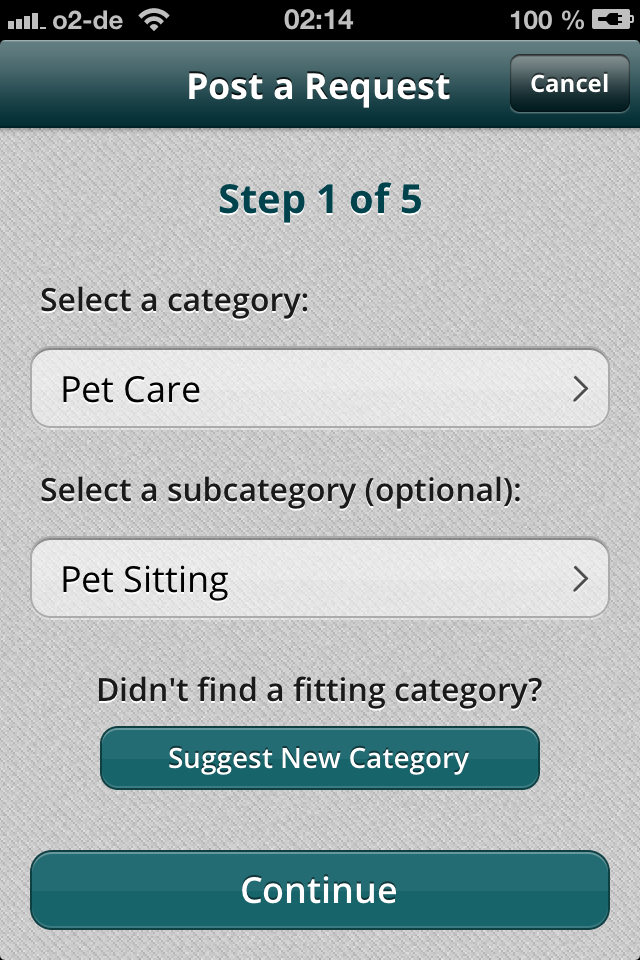 o2-de 02:14 100 %
Post a Request Cancel
Step 1 of 5
Select a category:
Pet Care
Select a subcategory (optional):
Pet Sitting
Didn't find a fitting category?
Suggest New Category
Continue